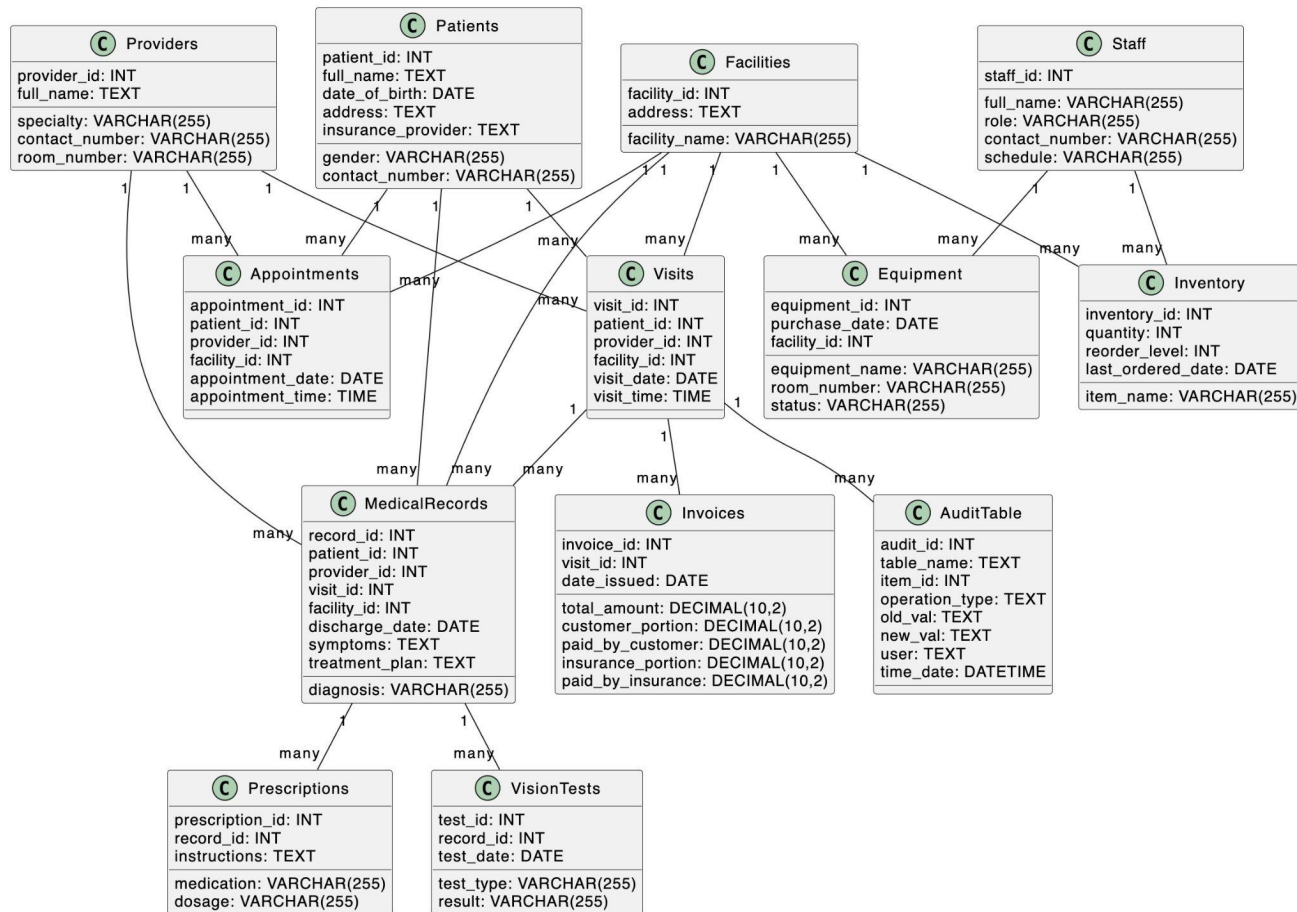 C Providers
provider_id: INT
full_name: TEXT
specialty: VARCHAR(255)
contact_number: VARCHAR(255)
room_number: VARCHAR(255)
C Patients
patient_id: INT
full_name: TEXT
date_of_birth: DATE
address: TEXT
insurance_provider: TEXT
gender: VARCHAR(255)
contact_number: VARCHAR(255)
C Facilities
facility_id: INT
address: TEXT
facility_name: VARCHAR(255)
C Staff
staff_id: INT
full_name: VARCHAR(255)
role: VARCHAR(255)
contact_number: VARCHAR(255)
schedule: VARCHAR(255)
1 1 1 1 1 1 1 1 1 1 1 1 1
many many many many many many many many many many
C Appointments
appointment_id: INT
patient_id: INT
provider_id: INT
facility_id: INT
appointment_date: DATE
appointment_time: TIME
C Visits
visit_id: INT
patient_id: INT
provider_id: INT
facility_id: INT
visit_date: DATE
visit_time: TIME
C Equipment
equipment_id: INT
purchase_date: DATE
facility_id: INT
equipment_name: VARCHAR(255)
room_number: VARCHAR(255)
status: VARCHAR(255)
C Inventory
inventory_id: INT
quantity: INT
reorder_level: INT
last_ordered_date: DATE
item_name: VARCHAR(255)
1 1 1
many many many many many many
C MedicalRecords
record_id: INT
patient_id: INT
provider_id: INT
visit_id: INT
facility_id: INT
discharge_date: DATE
symptoms: TEXT
treatment_plan: TEXT
diagnosis: VARCHAR(255)
C Invoices
invoice_id: INT
visit_id: INT
date_issued: DATE
total_amount: DECIMAL(10,2)
customer_portion: DECIMAL(10,2)
paid_by_customer: DECIMAL(10,2)
insurance_portion: DECIMAL(10,2)
paid_by_insurance: DECIMAL(10,2)
C AuditTable
audit_id: INT
table_name: TEXT
item_id: INT
operation_type: TEXT
old_val: TEXT
new_val: TEXT
user: TEXT
time_date: DATETIME
1 1
many many
C Prescriptions
prescription_id: INT
record_id: INT
instructions: TEXT
medication: VARCHAR(255)
dosage: VARCHAR(255)
C VisionTests
test_id: INT
record_id: INT
test_date: DATE
test_type: VARCHAR(255)
result: VARCHAR(255)